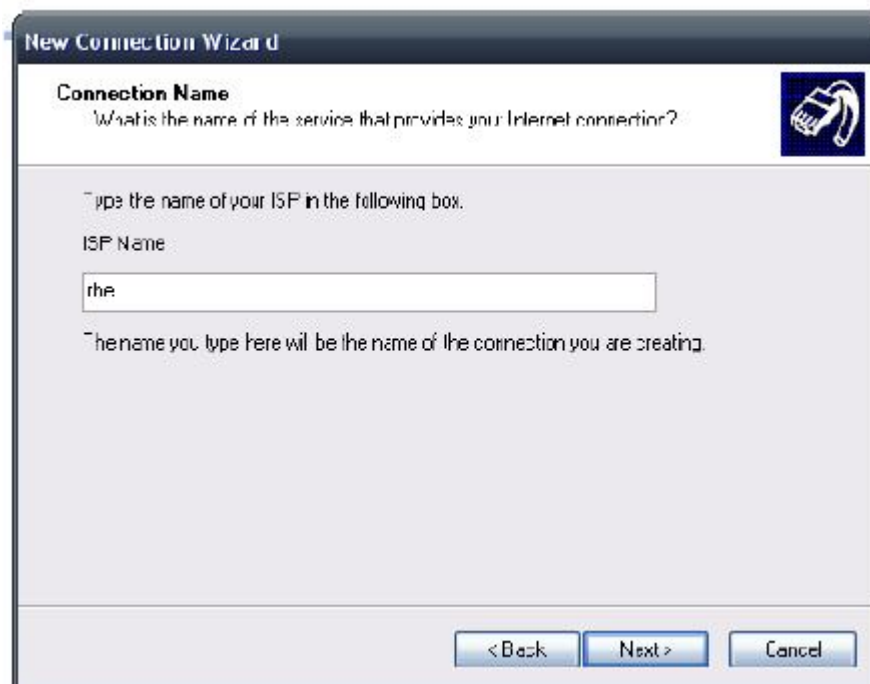 New Connection Wizard
Connection Name
What is the name of the service that provides your Internet connection?
Type the name of your ISP in the following box.
ISP Name
The name you type here will be the name of the connection you are creating.
< Back
Next >
Cancel